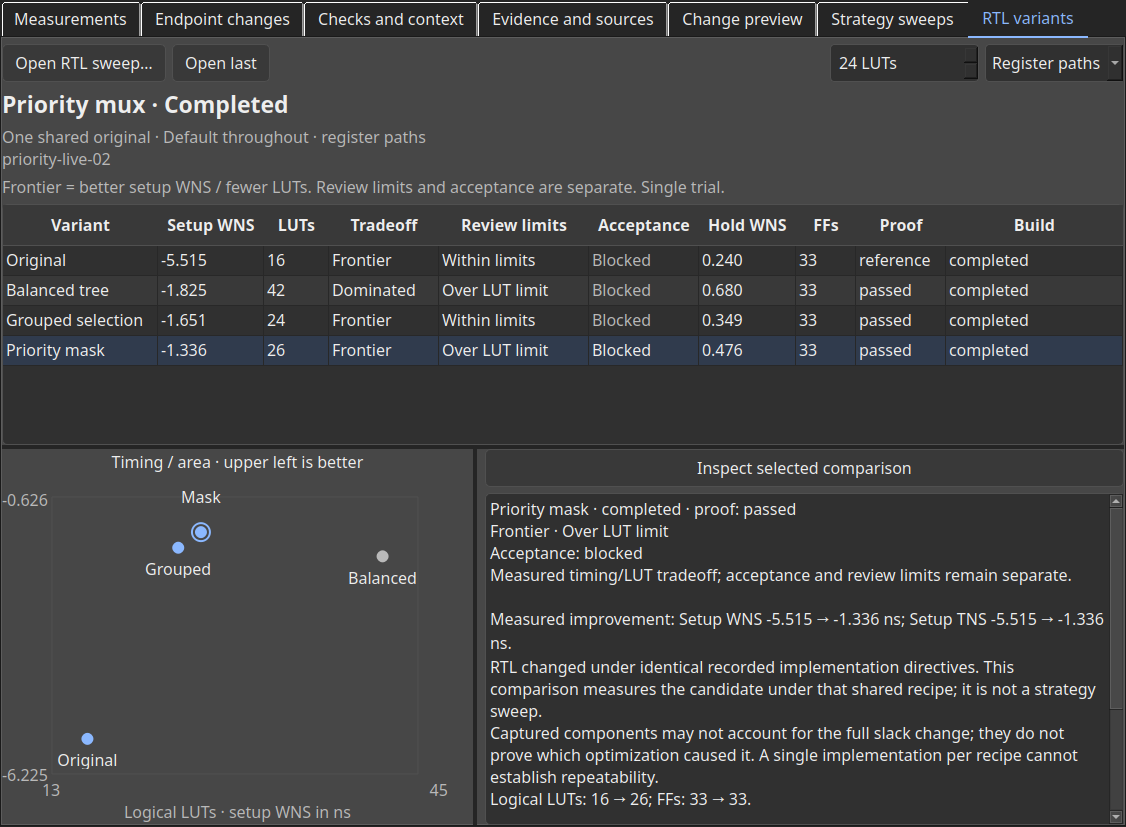 Measurements Endpoint changes Checks and context Evidence and sources Change preview Strategy sweeps RTL variants
Open RTL sweep... Open last 24 LUTs Register paths
Priority mux · Completed
One shared original · Default throughout · register paths
priority-live-02
Frontier = better setup WNS / fewer LUTs. Review limits and acceptance are separate. Single trial.
Variant Setup WNS LUTs Tradeoff Review limits Acceptance Hold WNS FFs Proof Build
Original -5.515 16 Frontier Within limits Blocked 0.240 33 reference completed
Balanced tree -1.825 42 Dominated Over LUT limit Blocked 0.680 33 passed completed
Grouped selection -1.651 24 Frontier Within limits Blocked 0.349 33 passed completed
Priority mask -1.336 26 Frontier Over LUT limit Blocked 0.476 33 passed completed
Timing / area · upper left is better
-0.626
Mask
Grouped
Balanced
Original
-6.225
13 45
Logical LUTs · setup WNS in ns
Inspect selected comparison
Priority mask · completed · proof: passed
Frontier · Over LUT limit
Acceptance: blocked
Measured timing/LUT tradeoff; acceptance and review limits remain separate.
Measured improvement: Setup WNS -5.515 → -1.336 ns; Setup TNS -5.515 → -1.336
ns.
RTL changed under identical recorded implementation directives. This
comparison measures the candidate under that shared recipe; it is not a strategy
sweep.
Captured components may not account for the full slack change; they do not
prove which optimization caused it. A single implementation per recipe cannot
establish repeatability.
Logical LUTs: 16 → 26; FFs: 33 → 33.